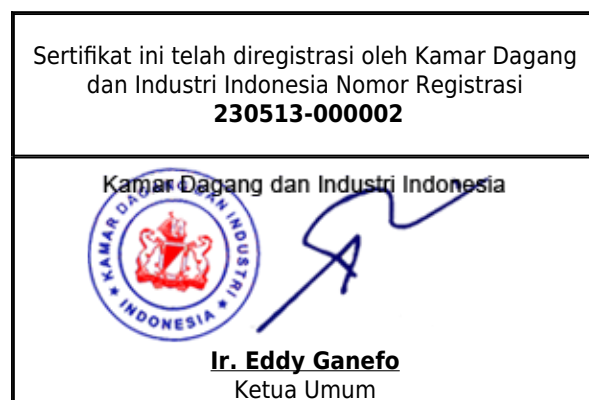 Sertifikat ini telah diregistrasi oleh Kamar Dagang
dan Industri Indonesia Nomor Registrasi
230513-000002
Kamar Dagang dan Industri Indonesia
KAMAR DAGANG DAN INDUSTRI
INDONESIA
Ir. Eddy Ganefo
Ketua Umum